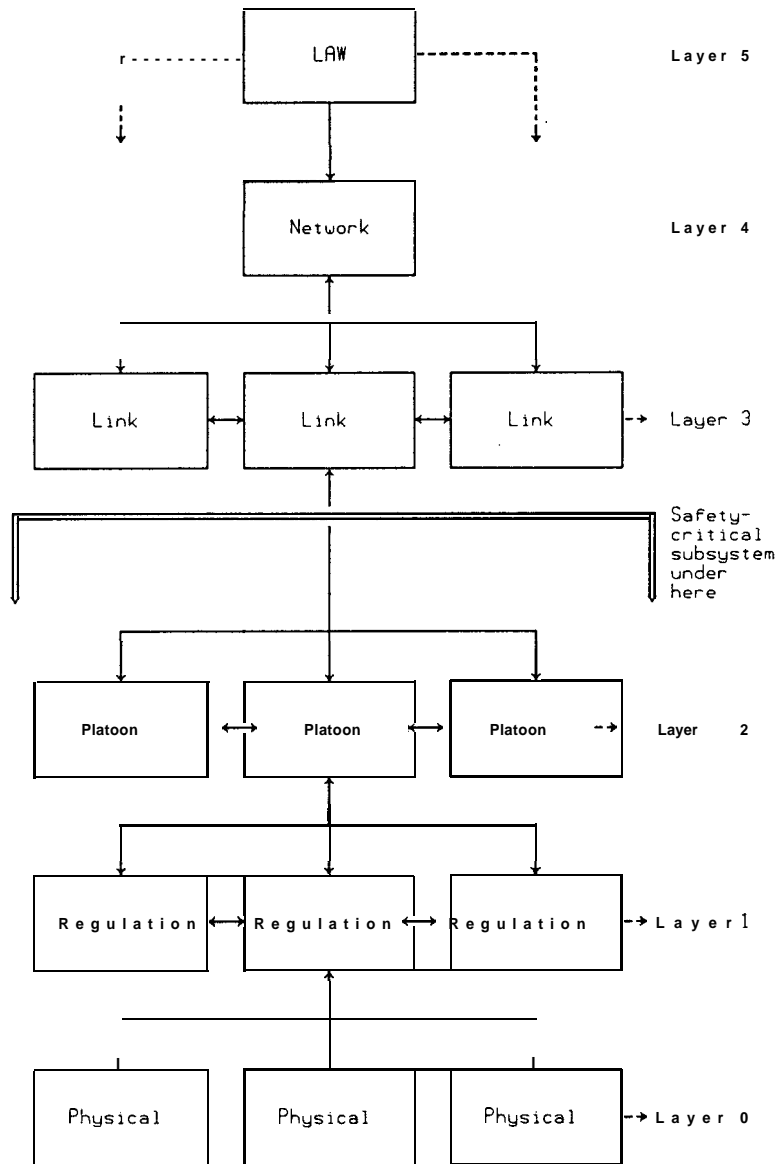 LAW
Layer 5
Network
Layer 4
Link Link Link Layer 3
Safety-
critical
subsystem
under
here
Platoon Platoon Platoon Layer 2
Regulation Regulation Regulation Layer 1
Physical Physical Physical Layer 0